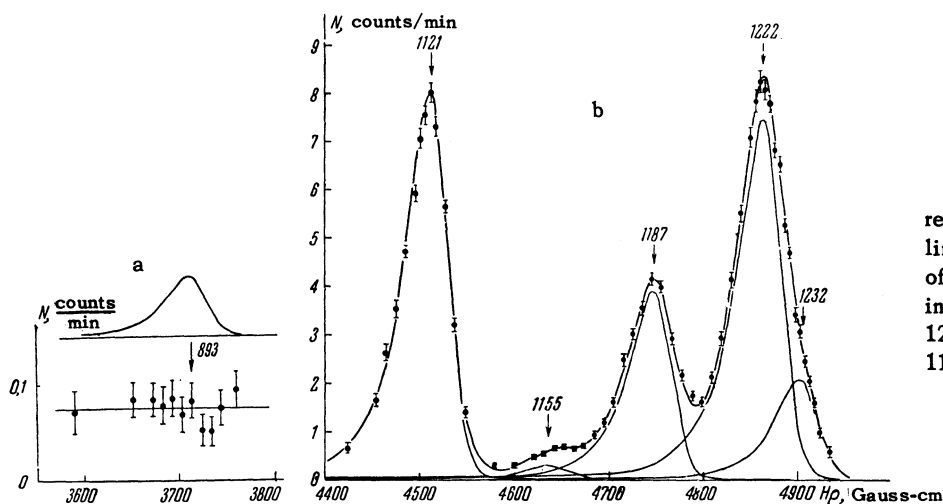 N, counts/min
9
1121
1222
8
b
7
6
5
1187
a
4
N, counts
min
1232
3
893
2
0,1
1155
1
0
0
3600 3700 3800
4400 4500 4600 4700 4800 4900 Hρ, Gauss-cm
re
lin
of
in
12
11